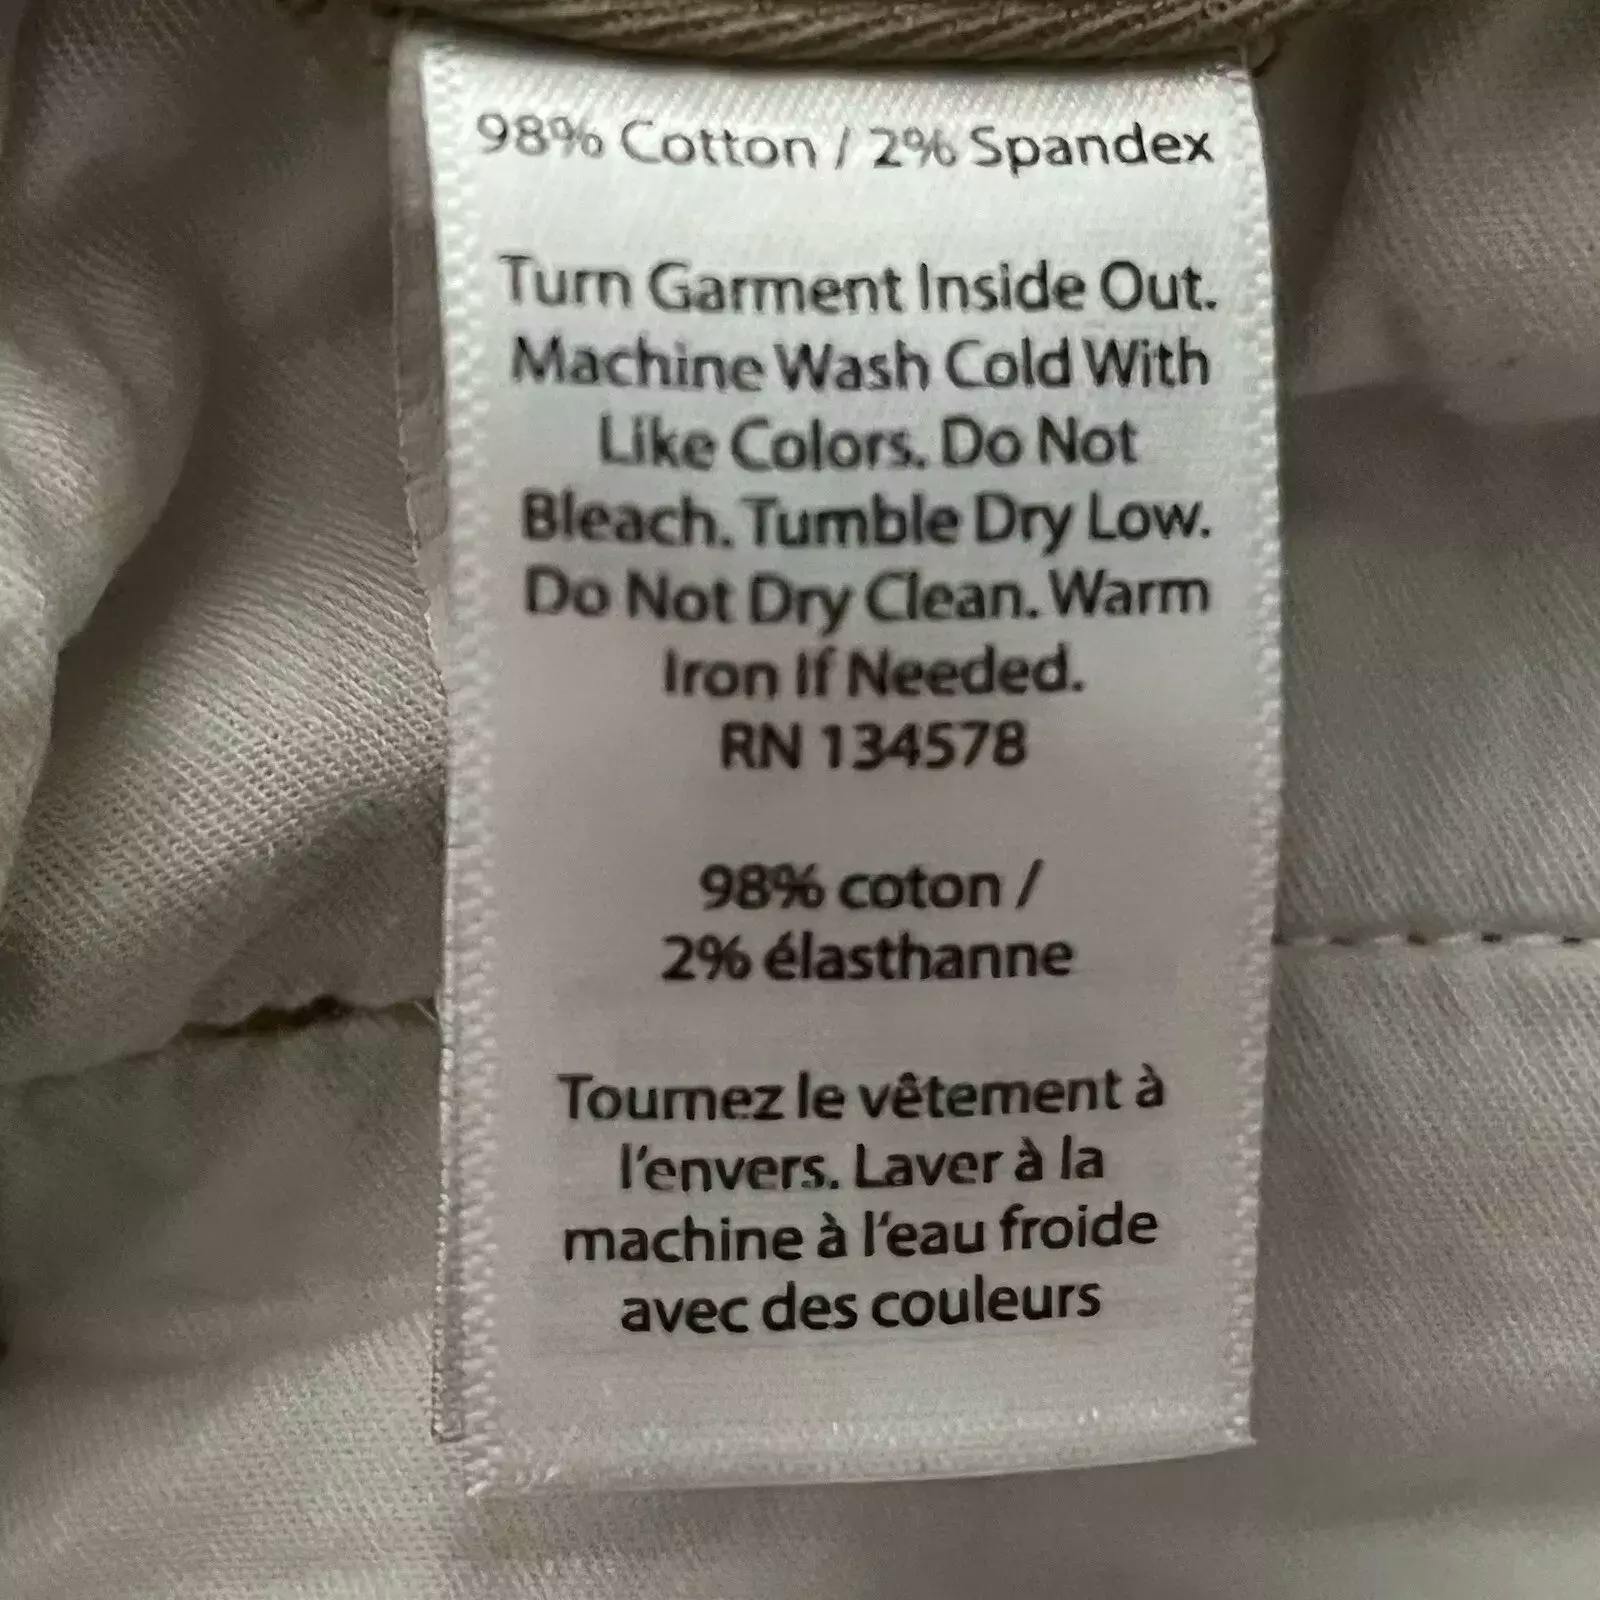 98% Cotton / 2% Spandex
Turn Garment Inside Out.
Machine Wash Cold With
Like Colors. Do Not
Bleach. Tumble Dry Low.
Do Not Dry Clean. Warm
Iron If Needed.
RN 134578
98% coton /
2% élasthanne
Tournez le vêtement à
l'envers. Laver à la
machine à l'eau froide
avec des couleurs